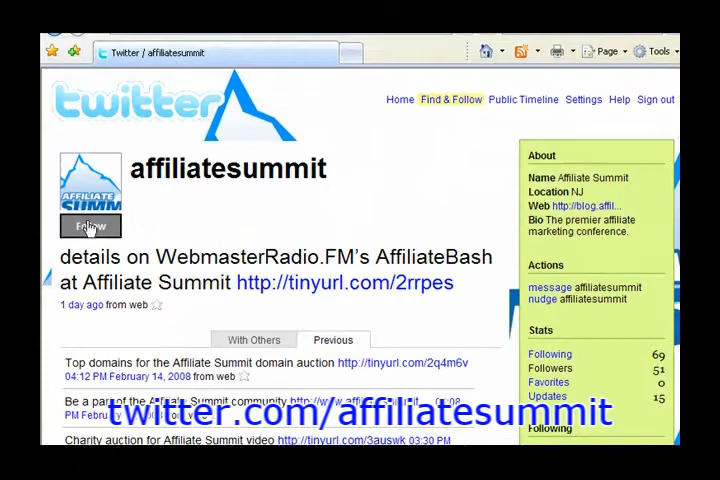 Twitter / affiliatesummit
Page
Tools
twitter
Home Find & Follow Public Timeline Settings Help Sign out
affiliatesummit
AFFILIATE
SUMM
Follow
details on WebmasterRadio.FM's AffiliateBash
at Affiliate Summit http://tinyurl.com/2rrpes
1 day ago from web
With Others Previous
Top domains for the Affiliate Summit domain auction http://tinyurl.com/2q4m6v
04:12 PM February 14, 2008 from web
Be a part of the Affiliate Summit community
from web
Charity auction for Affiliate Summit video http://tinyurl.com/3auswk 03:30 PM
twitter.com/affiliatesummit
About
Name Affiliate Summit
Location NJ
Web http://blog.affil...
Bio The premier affiliate
marketing conference.
Actions
message affiliatesummit
nudge affiliatesummit
Stats
Following 69
Followers 51
Favorites 0
Updates 15
Following